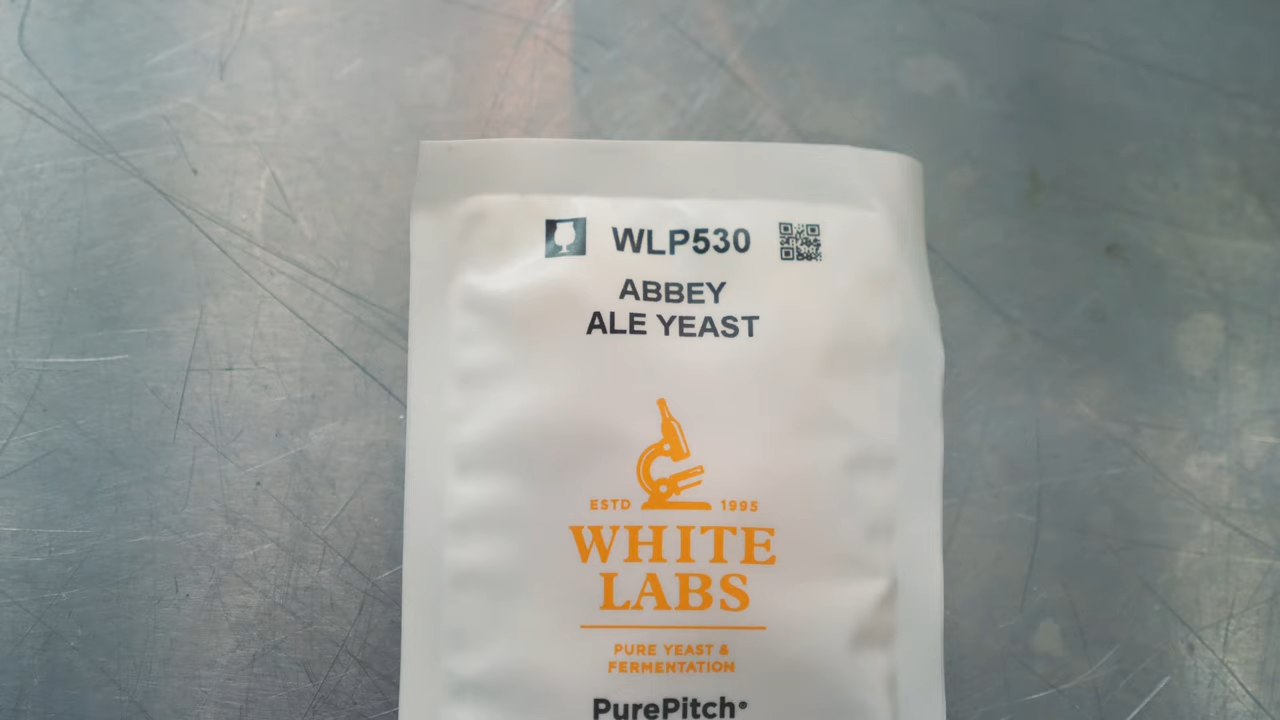 WLP530
ABBEY
ALE YEAST
ESTD 1995
WHITE
LABS
PURE YEAST &
FERMENTATION
PurePitch®